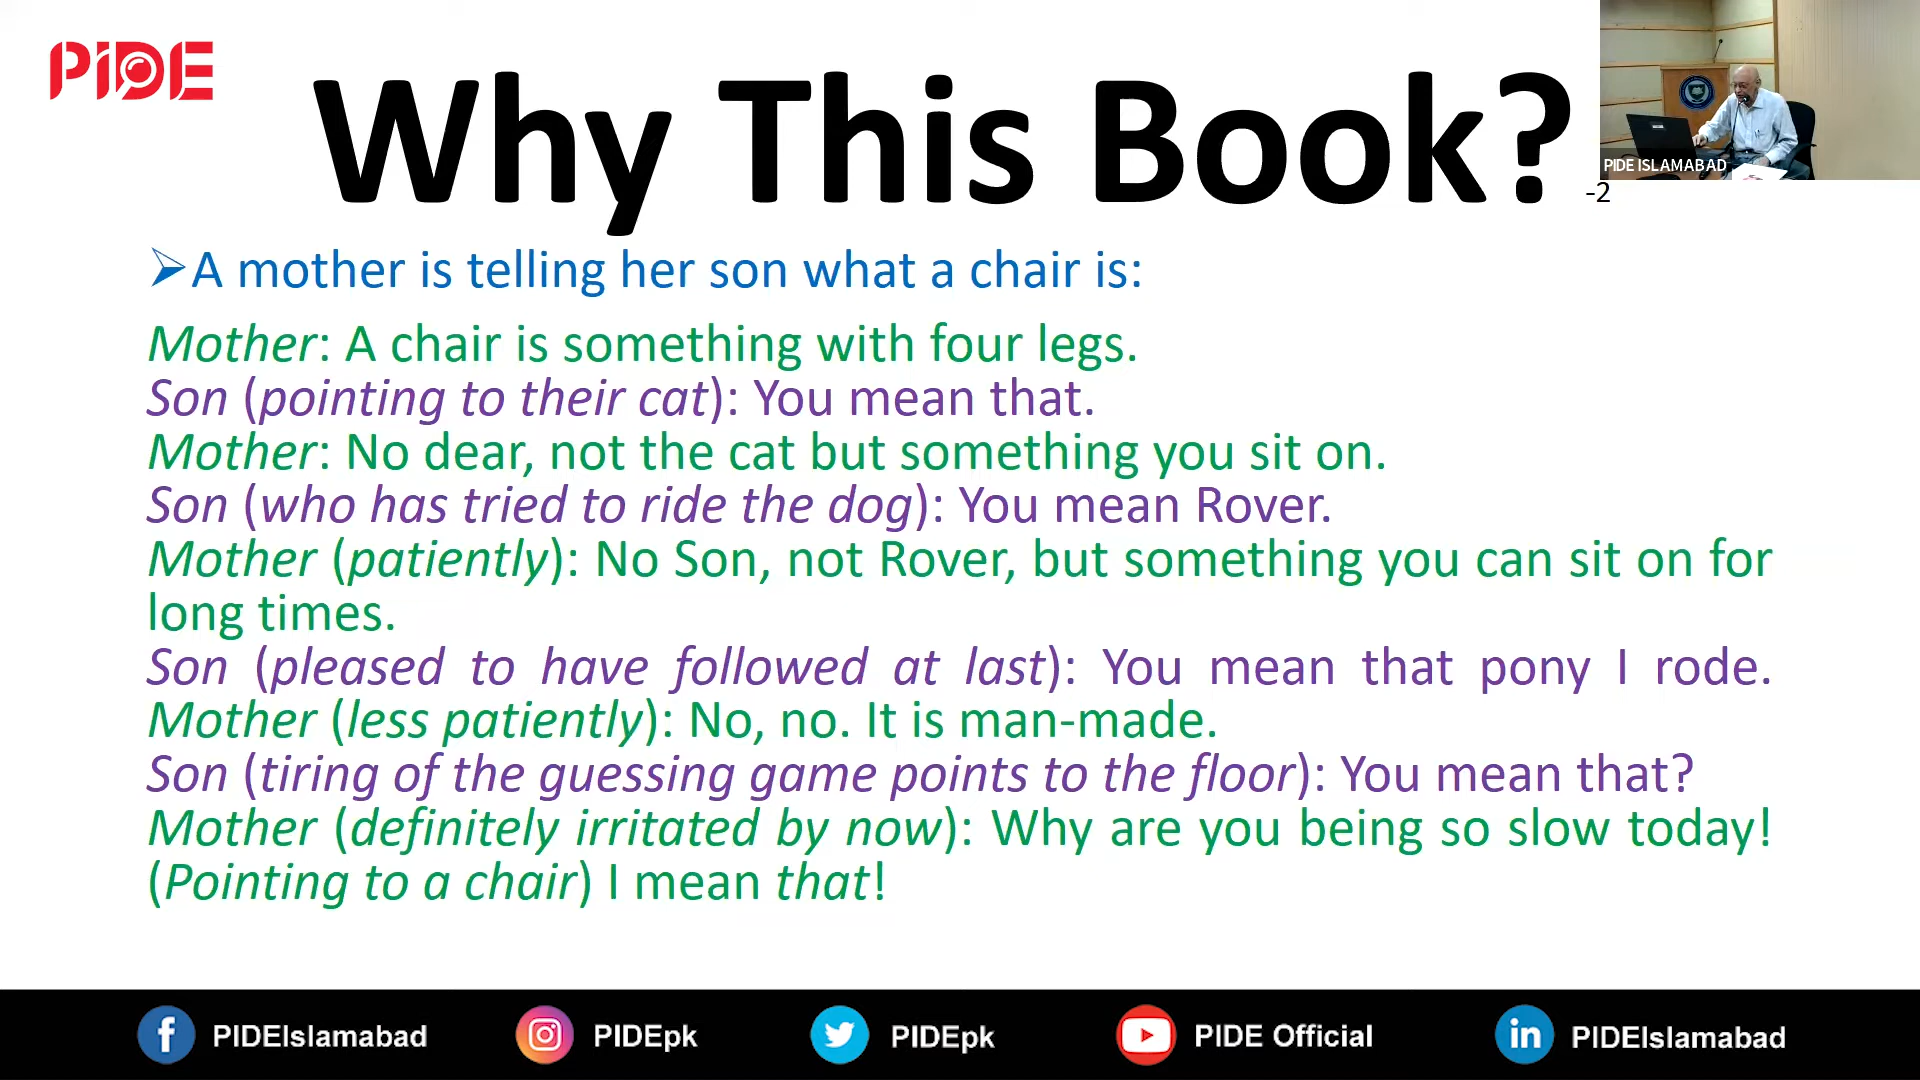 PIDE
Why This Book?
-2
PIDE ISLAMABAD
➢A mother is telling her son what a chair is:
Mother: A chair is something with four legs.
Son (pointing to their cat): You mean that.
Mother: No dear, not the cat but something you sit on.
Son (who has tried to ride the dog): You mean Rover.
Mother (patiently): No Son, not Rover, but something you can sit on for
long times.
Son (pleased to have followed at last): You mean that pony I rode.
Mother (less patiently): No, no. It is man-made.
Son (tiring of the guessing game points to the floor): You mean that?
Mother (definitely irritated by now): Why are you being so slow today!
(Pointing to a chair) I mean that!
PIDEIslamabad
PIDEpk
PIDEpk
PIDE Official
PIDEIslamabad